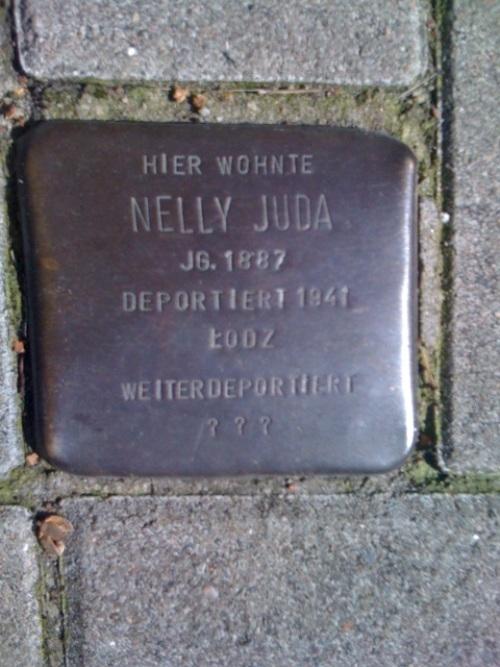 HIER WOHNTE
NELLY JUDA
JG. 1887
DEPORTIERT 1941
ŁODZ
WEITERDEPORTIERT
? ? ?